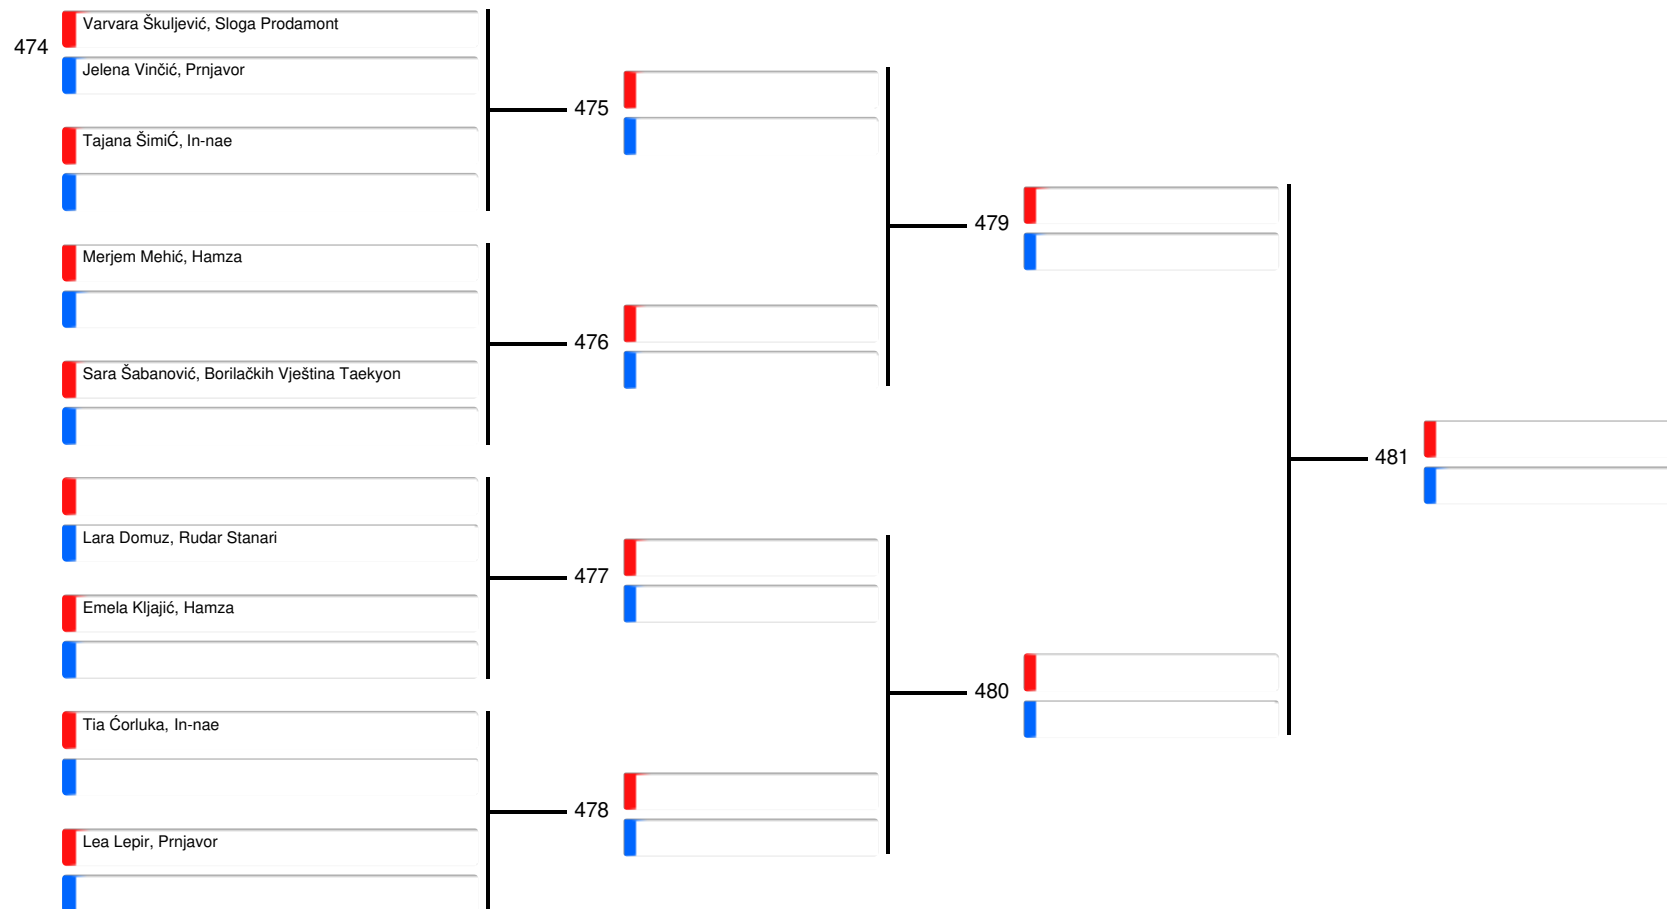 Varvara Škuljević, Sloga Prodamont
474
Jelena Vinčić, Prnjavor
475
Tajana ŠimiĆ, In-nae
479
Merjem Mehić, Hamza
476
Sara Šabanović, Borilačkih Vještina Taekyon
481
Lara Domuz, Rudar Stanari
477
Emela Kljajić, Hamza
480
Tia Ćorluka, In-nae
478
Lea Lepir, Prnjavor